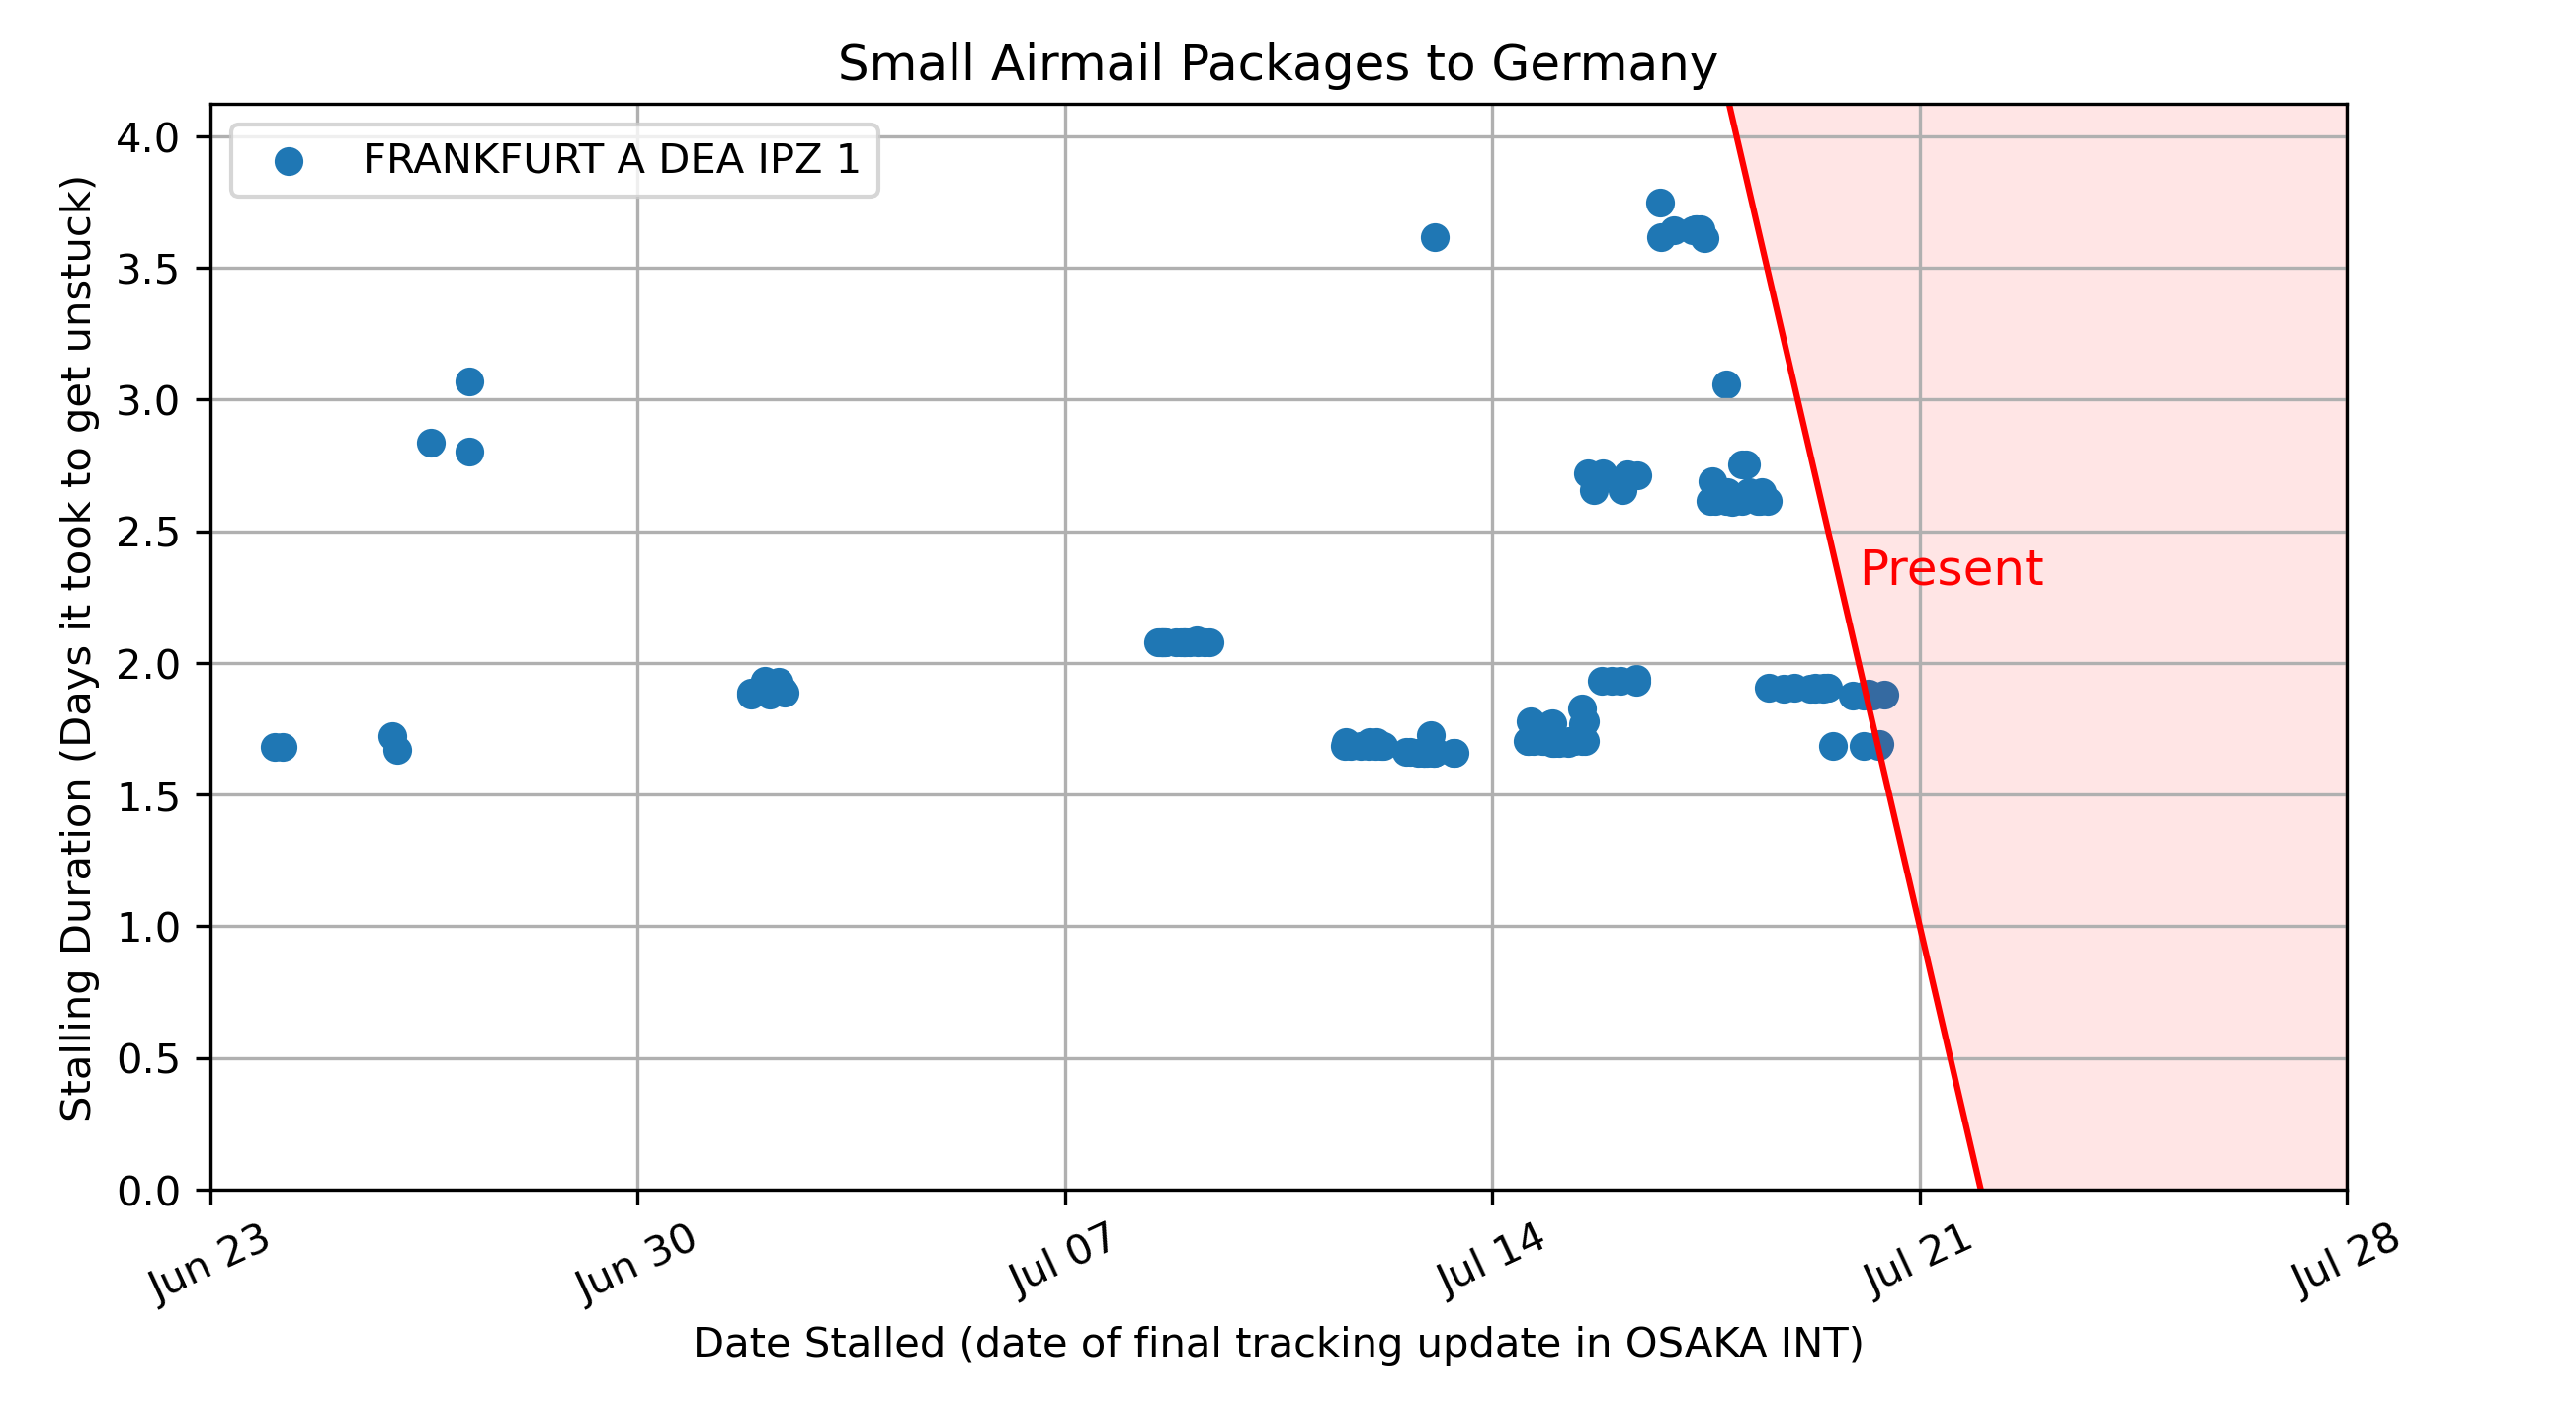 Small Airmail Packages to Germany
FRANKFURT A DEA IPZ 1
Stalling Duration (Days it took to get unstuck)
4.0
3.5
3.0
2.5
2.0
1.5
1.0
0.5
0.0
Present
Jun 23
Jun 30
Jul 07
Jul 14
Jul 21
Jul 28
Date Stalled (date of final tracking update in OSAKA INT)